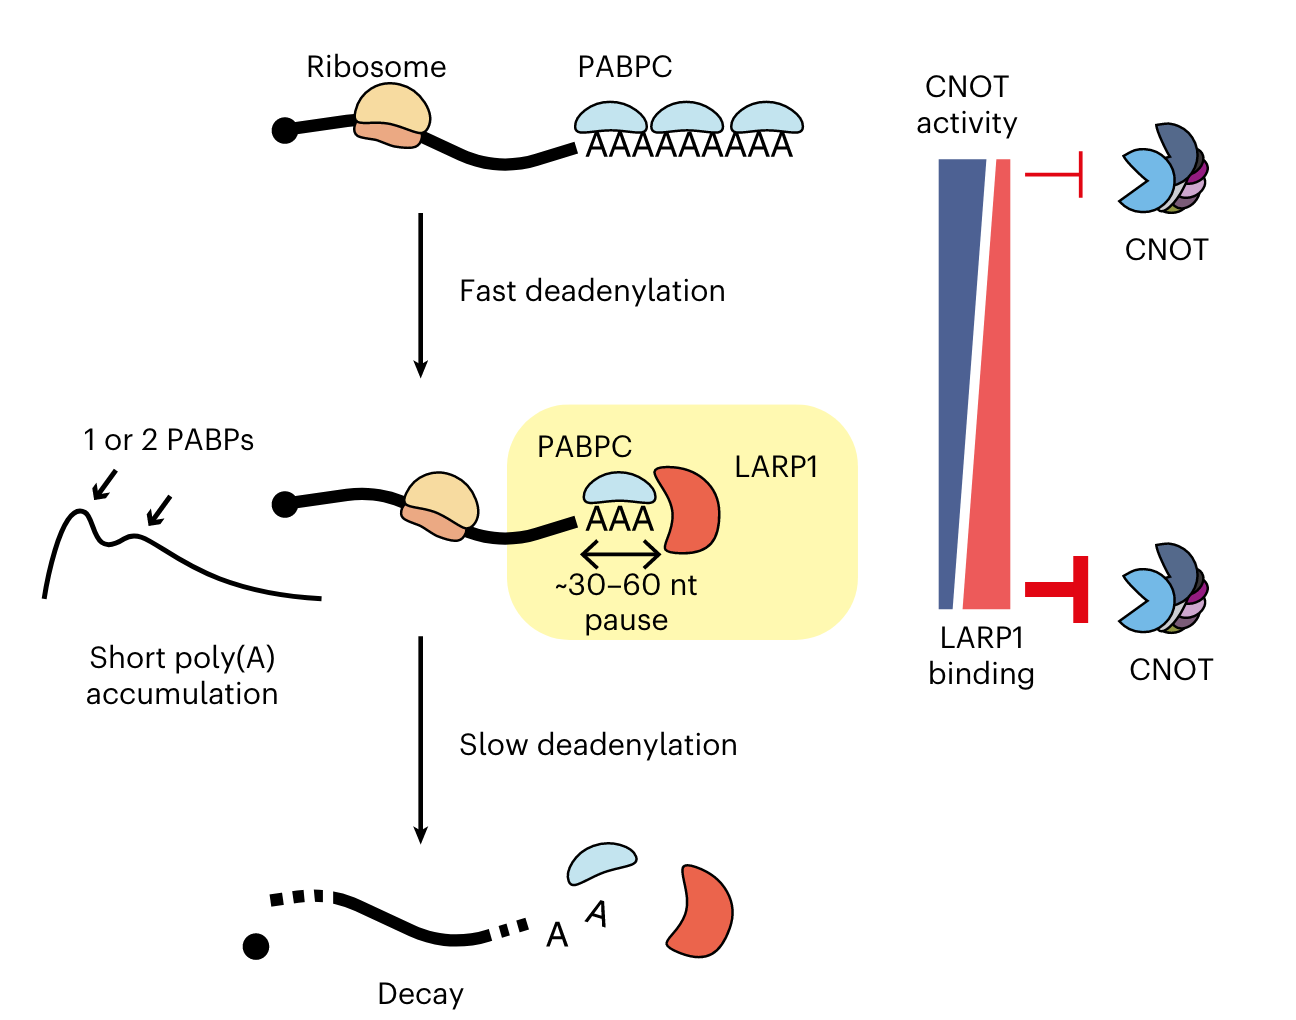 Ribosome
PABPC
AAAAAAAAA
CNOT
activity
CNOT
Fast deadenylation
1 or 2 PABPs
PABPC
LARP1
AAA
~30–60 nt
pause
Short poly(A)
accumulation
LARP1
binding
CNOT
Slow deadenylation
A
A
Decay